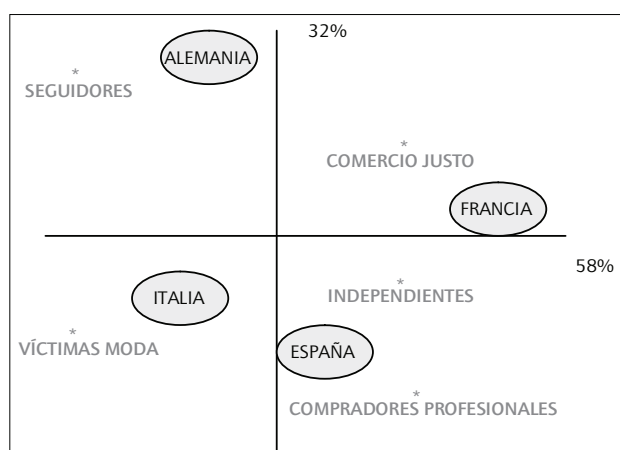 32%
ALEMANIA
*
SEGUIDORES
*
COMERCIO JUSTO
FRANCIA
58%
*
INDEPENDIENTES
ITALIA
*
VÍCTIMAS MODA
ESPAÑA
*
COMPRADORES PROFESIONALES